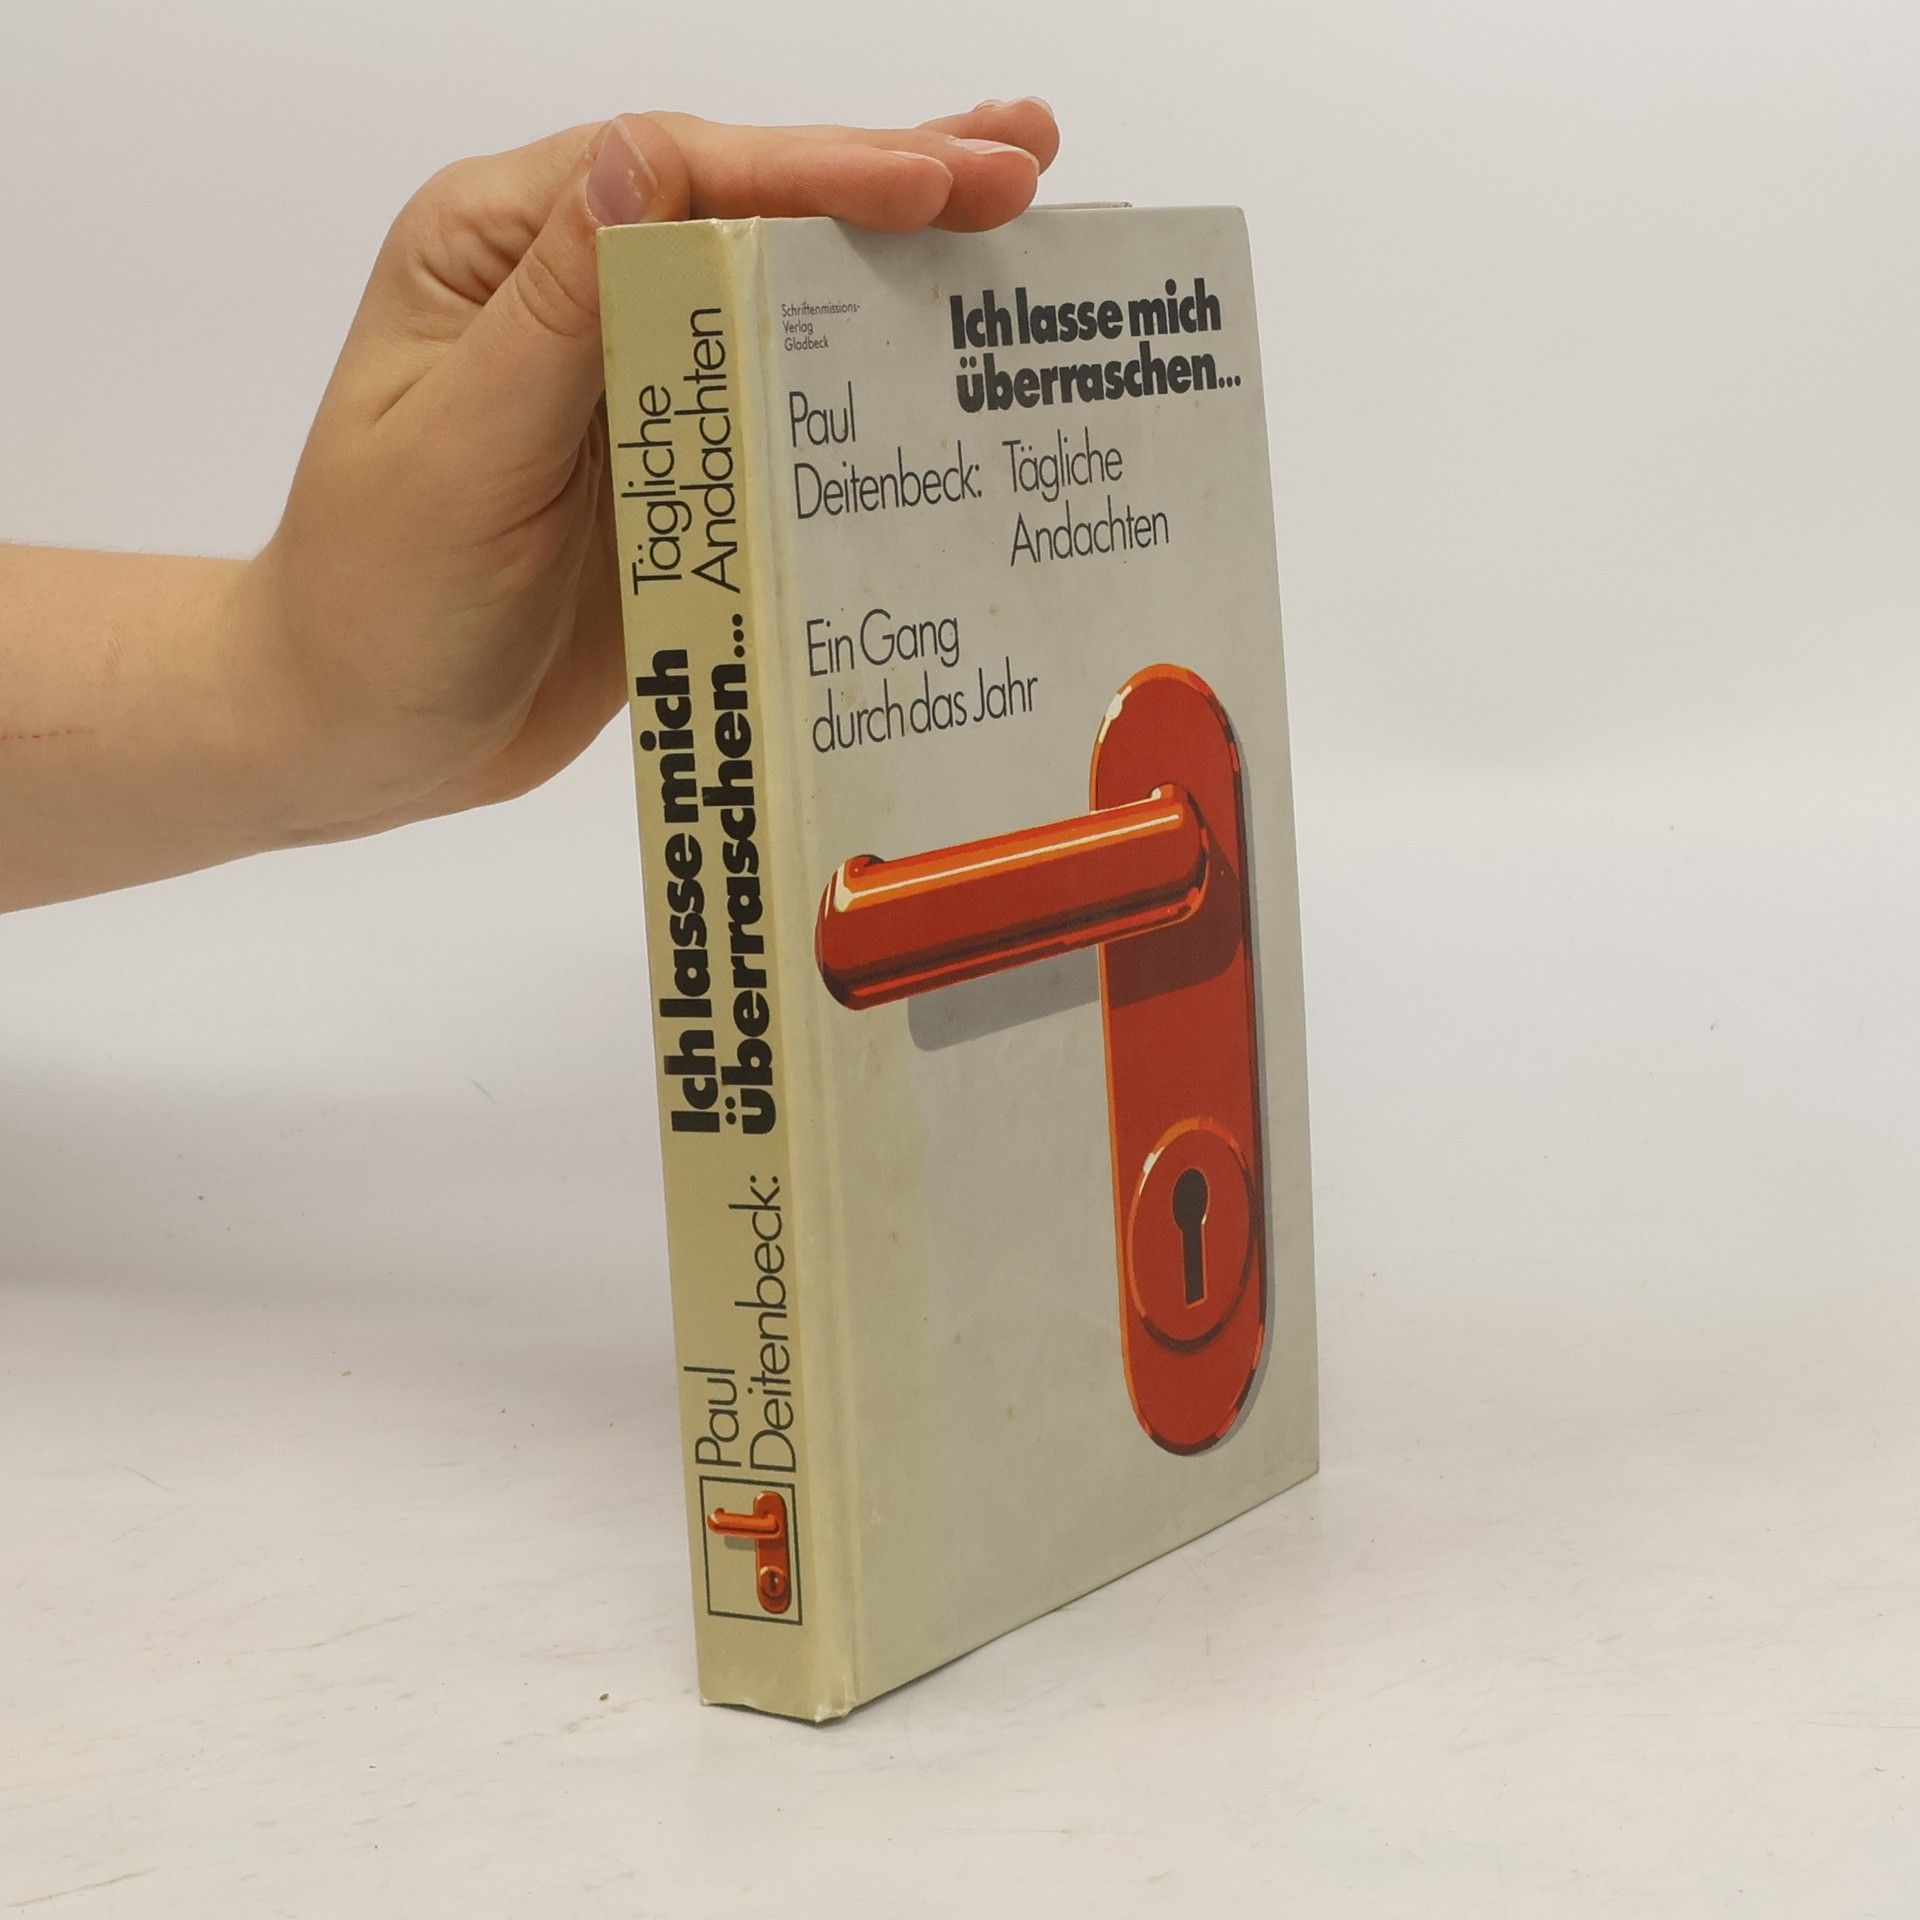 Schriftenmissions-
Verlag
Gladbeck
Ich lasse mich
überraschen...
Paul
Deitenbeck:
Tägliche
Andachten
Ein Gang
durch das Jahr
Paul
Deitenbeck:
Ich lasse mich
überraschen...
Tägliche
Andachten